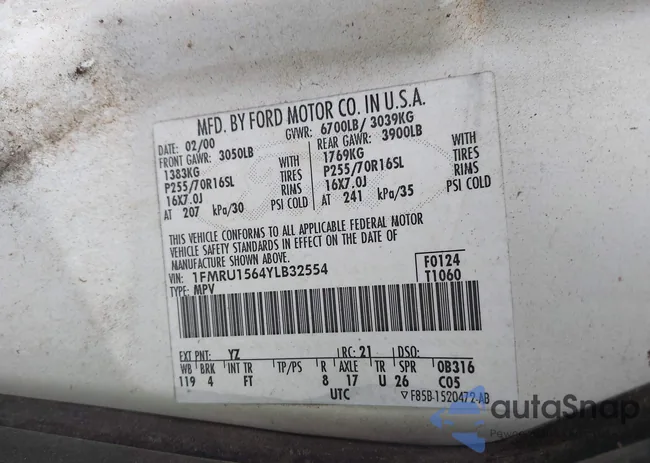 MFD. BY FORD MOTOR CO. IN U.S.A.
DATE: 02/00 GVWR: 6700LB/ 3039KG
FRONT GAWR: 3050LB REAR GAWR: 3900LB
1383KG WITH 1769KG WITH
P255/70R16SL TIRES P255/70R16SL TIRES
16X7.0J RIMS 16X7.0J RIMS
AT 207 kPa/30 PSI COLD AT 241 kPa/35 PSI COLD
THIS VEHICLE CONFORMS TO ALL APPLICABLE FEDERAL MOTOR
VEHICLE SAFETY STANDARDS IN EFFECT ON THE DATE OF
MANUFACTURE SHOWN ABOVE.
VIN: 1FMRU1564YLB32554 F0124
TYPE: MPV T1060
EXT PNT: YZ RC: 21 DSO:
WB BRK INT TR TP/PS R AXLE TR SPR 0B316
119 4 FT 8 17 U 26 C05
UTC ▽F85B-1520472-AB
autoSnap